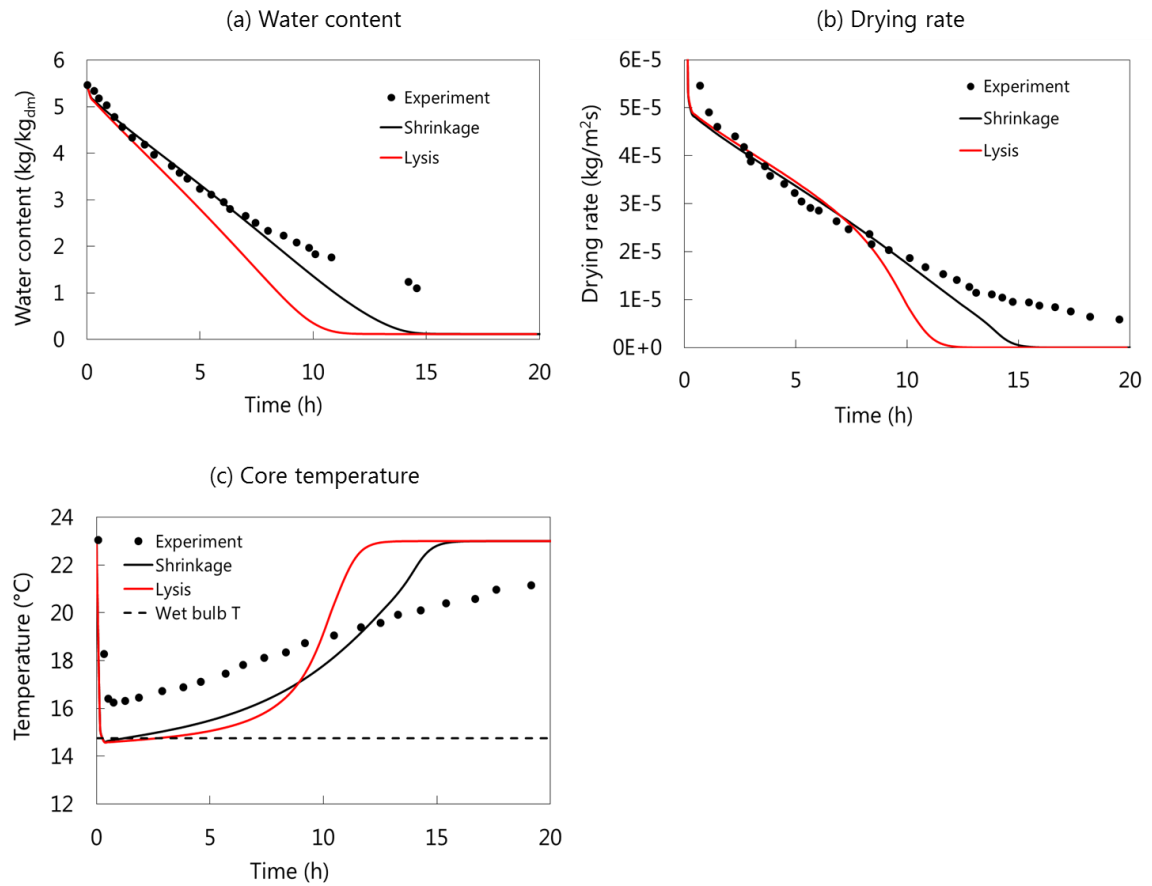 (a) Water content
6
5
4
3
2
1
0
0 5 10 15 20
Water content (kg/kgdm)
Time (h)
Experiment
Shrinkage
Lysis
(b) Drying rate
6E-5
5E-5
4E-5
3E-5
2E-5
1E-5
0E+0
0 5 10 15 20
Drying rate (kg/m²s)
Time (h)
Experiment
Shrinkage
Lysis
(c) Core temperature
24
22
20
18
16
14
12
0 5 10 15 20
Temperature (°C)
Time (h)
Experiment
Shrinkage
Lysis
Wet bulb T